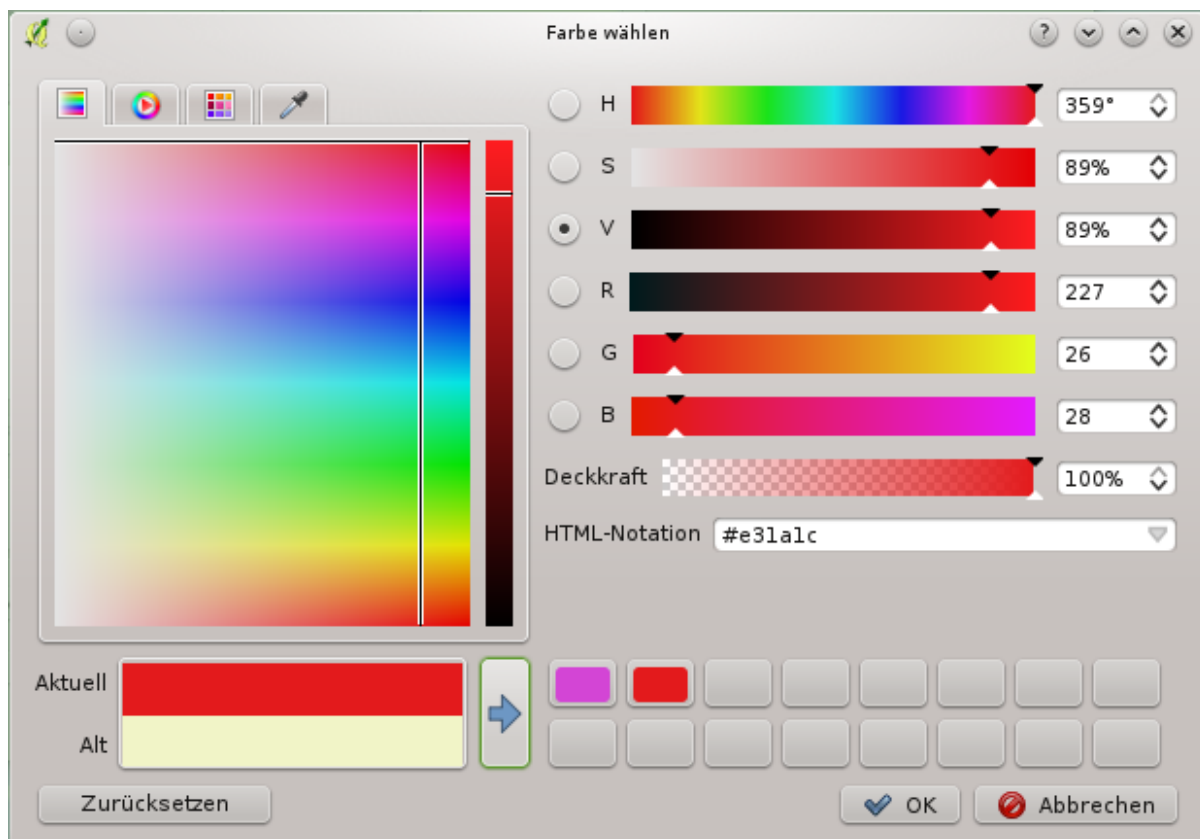 Farbe wählen
H 359°
S 89%
V 89%
R 227
G 26
B 28
Deckkraft 100%
HTML-Notation #e31a1c
Aktuell
Alt
Zurücksetzen
OK
Abbrechen